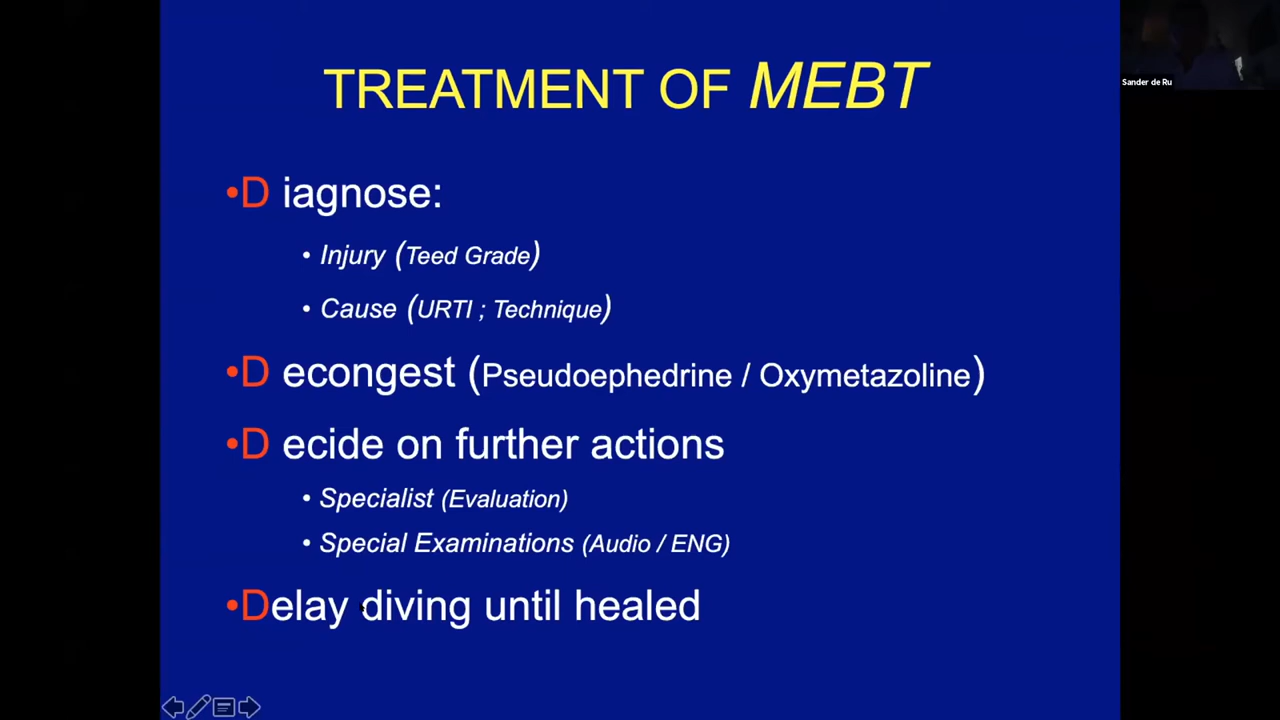 TREATMENT OF MEBT
Sander de Ru
•D iagnose:
• Injury (Teed Grade)
• Cause (URTI ; Technique)
•D econgest (Pseudoephedrine / Oxymetazoline)
•D ecide on further actions
• Specialist (Evaluation)
• Special Examinations (Audio / ENG)
•Delay diving until healed